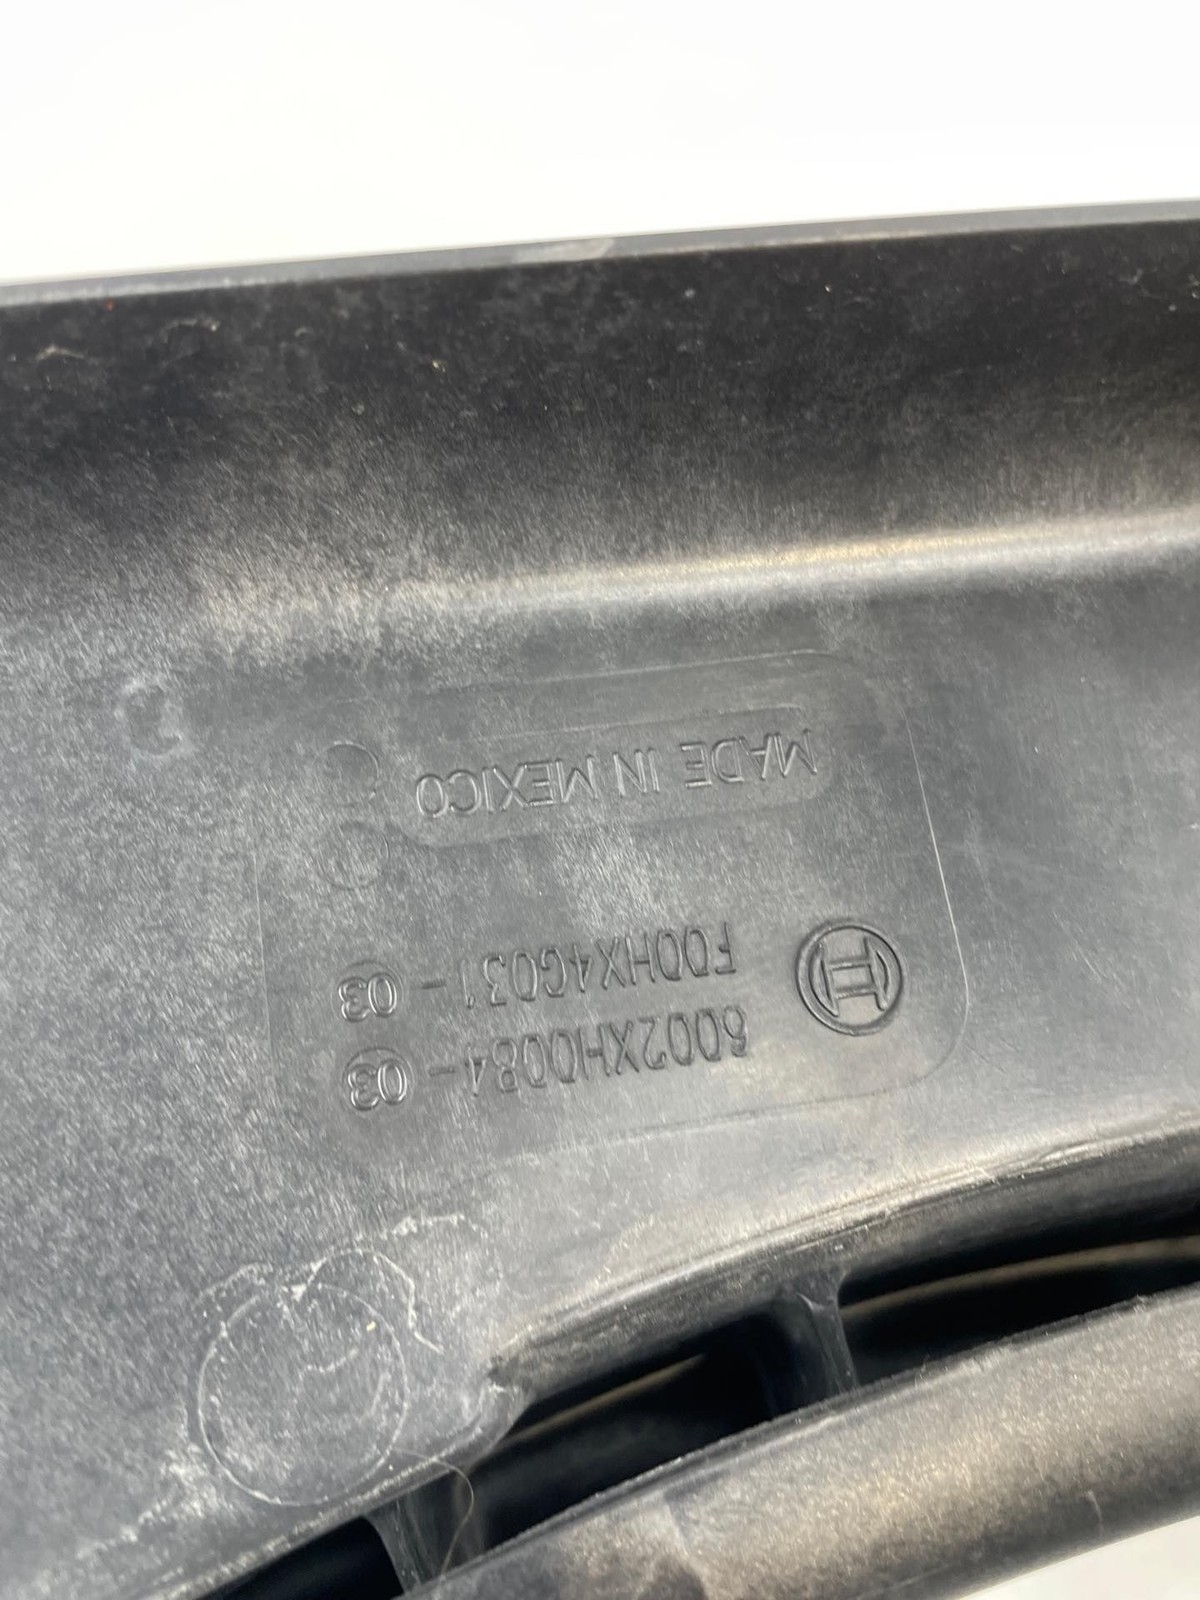 6002XH0084 - 03
F00HX4G031 - 03
MADE IN MEXICO